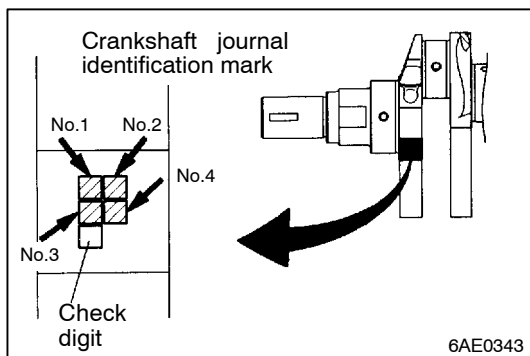 Crankshaft journal
identification mark
No.1
No.2
No.4
No.3
Check
digit
6AE0343